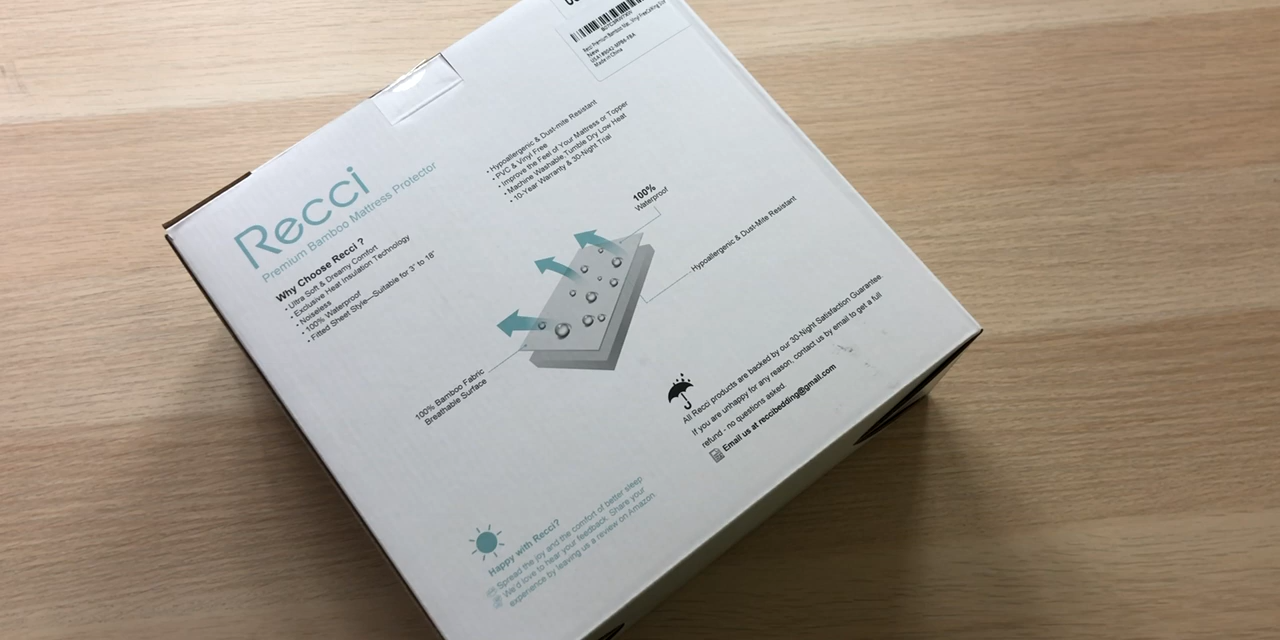 Recci
Premium Bamboo Mattress Protector
Why Choose Recci ?
• Ultra Soft & Dreamy Comfort
• Exclusive Heat Insulation Technology
• Noiseless
• 100% Waterproof
• Fitted Sheet Style—Suitable for 3" to 18"
• Hypoallergenic & Dust-mite Resistant
• PVC & Vinyl Free
• Improve the Feel of Your Mattress or Topper
• Machine Washable,Tumble Dry Low Heat
• 10-Year Warranty & 30-Night Trial
New
Made in China
100%
Waterproof
Hypoallergenic & Dust-Mite Resistant
100% Bamboo Fabric
Breathable Surface
All Recci products are backed by our 30-Night Satisfaction Guarantee.
If you are unhappy for any reason, contact us by email to get a full
refund - no questions asked.
Email us at reccibedding@gmail.com
Happy with Recci?
Spread the joy and the comfort of better sleep
We'd love to hear your feedback. Share your
experience by leaving us a review on Amazon